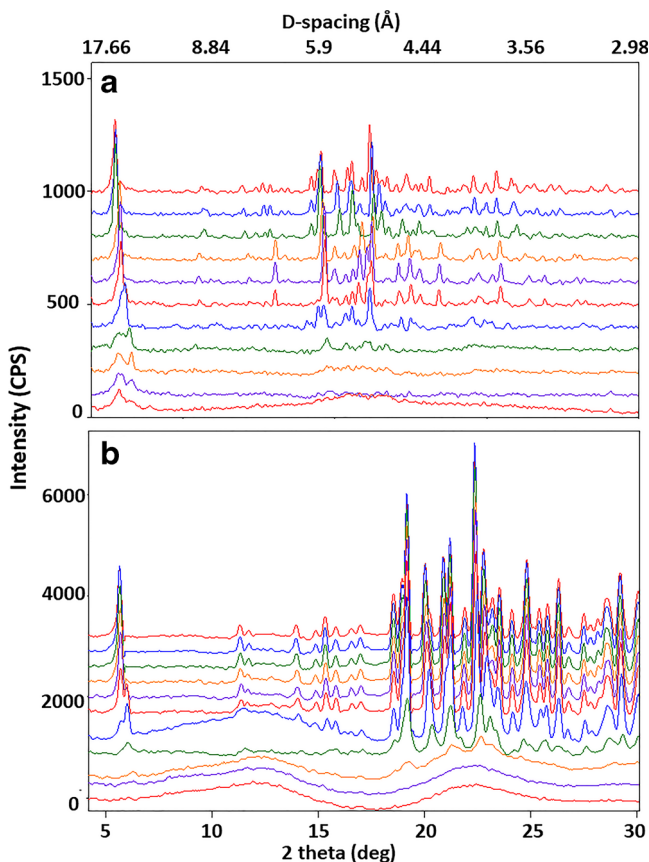 D-spacing (Å)
17.66 8.84 5.9 4.44 3.56 2.98
a
1500
1000
500
0
Intensity (CPS)
b
6000
4000
2000
0
5 10 15 20 25 30
2 theta (deg)